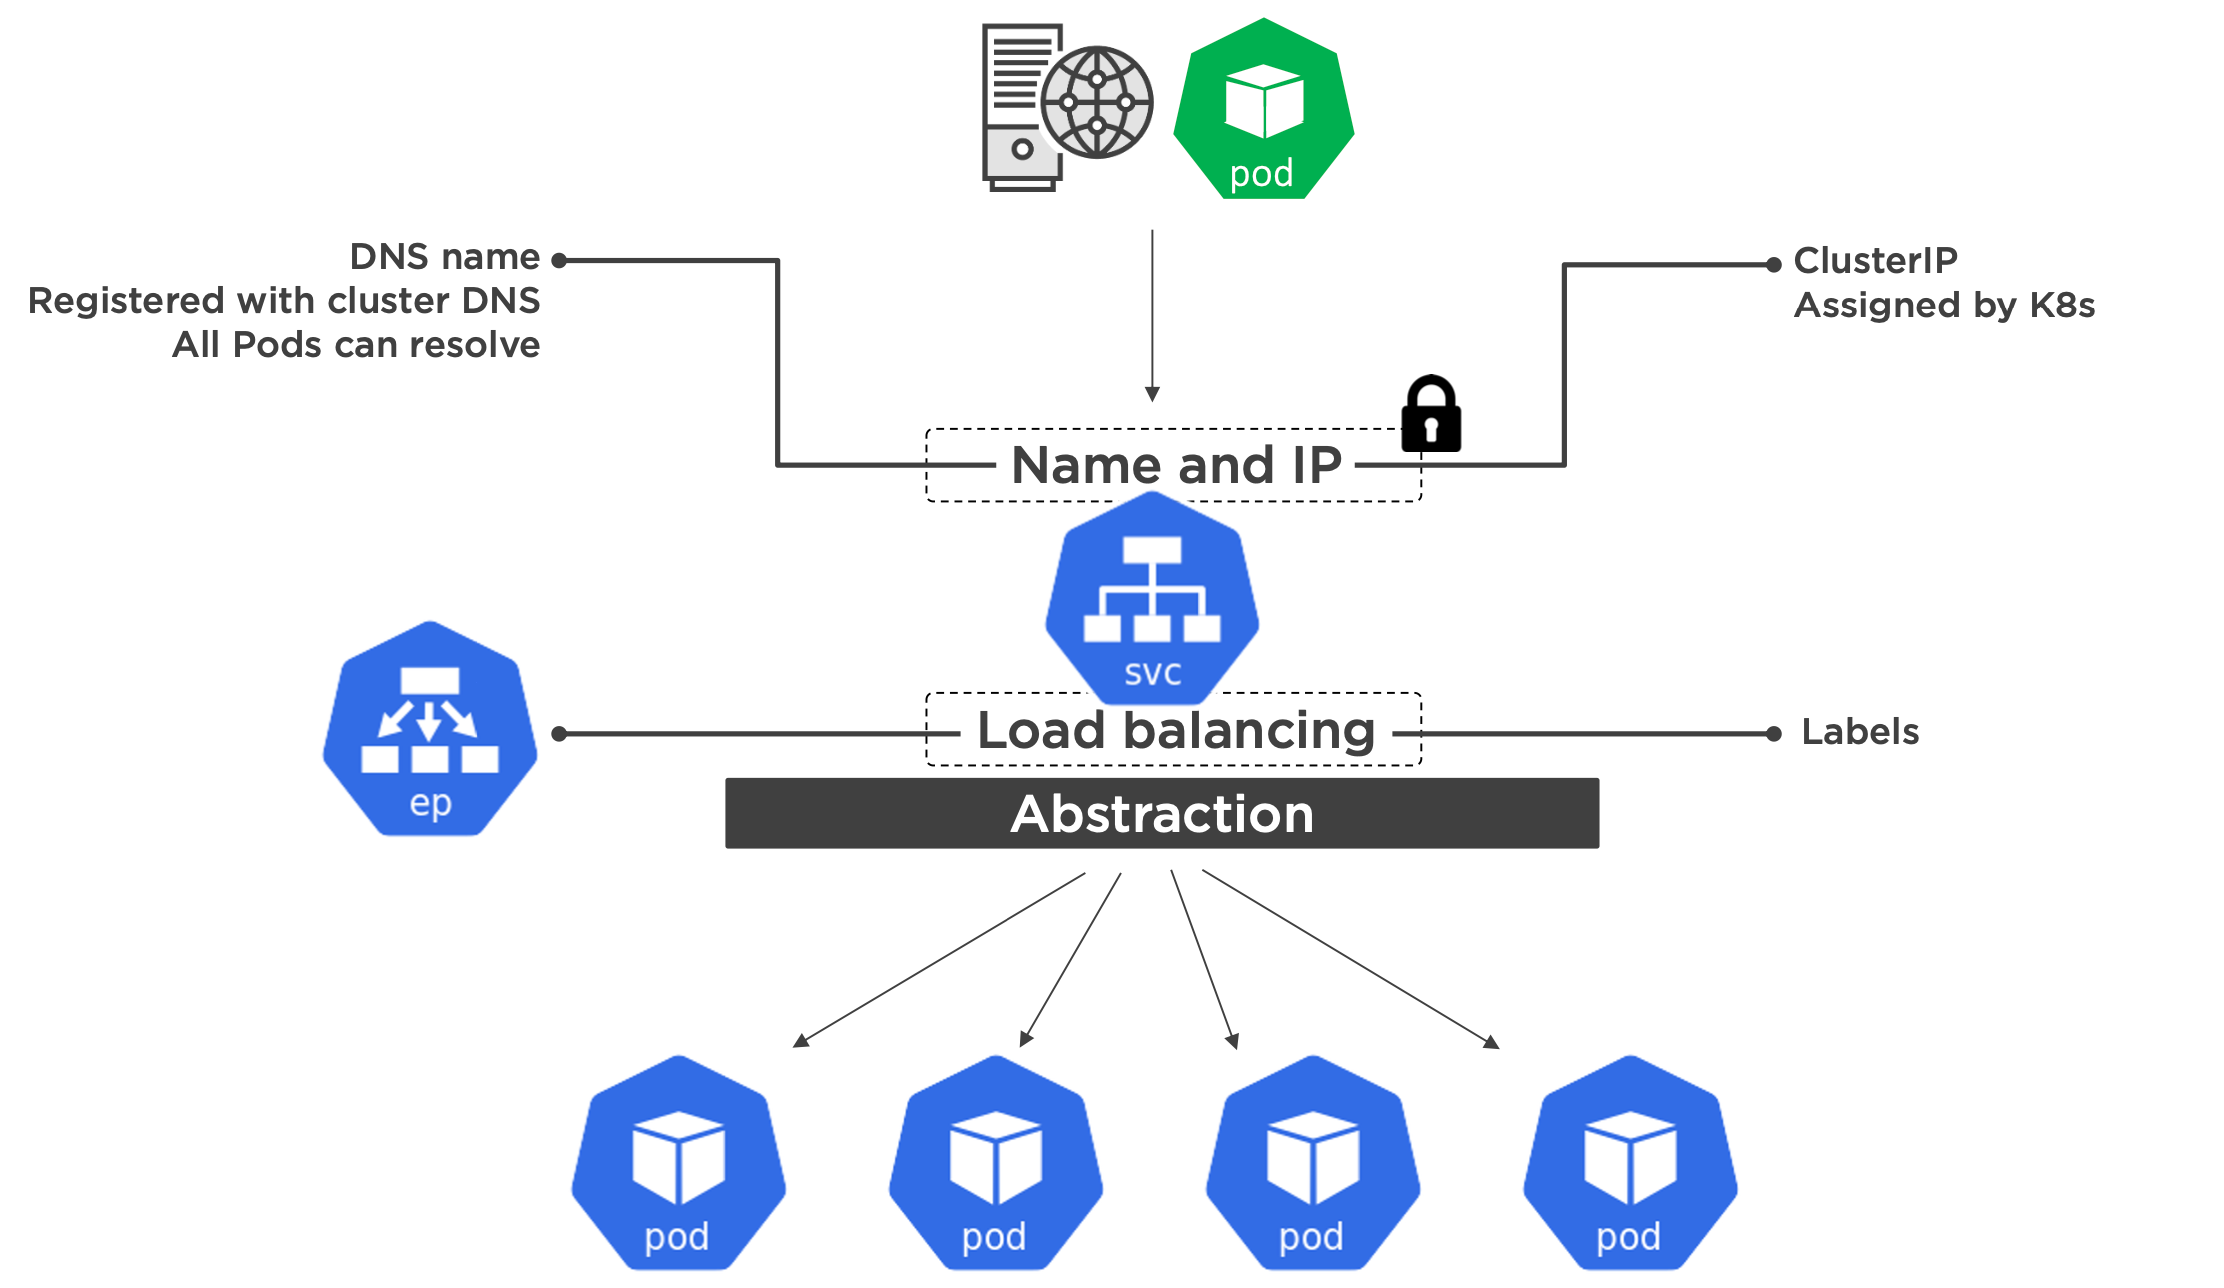 pod
DNS name
Registered with cluster DNS
All Pods can resolve
ClusterIP
Assigned by K8s
Name and IP
svc
ep
Load balancing
Labels
Abstraction
pod
pod
pod
pod